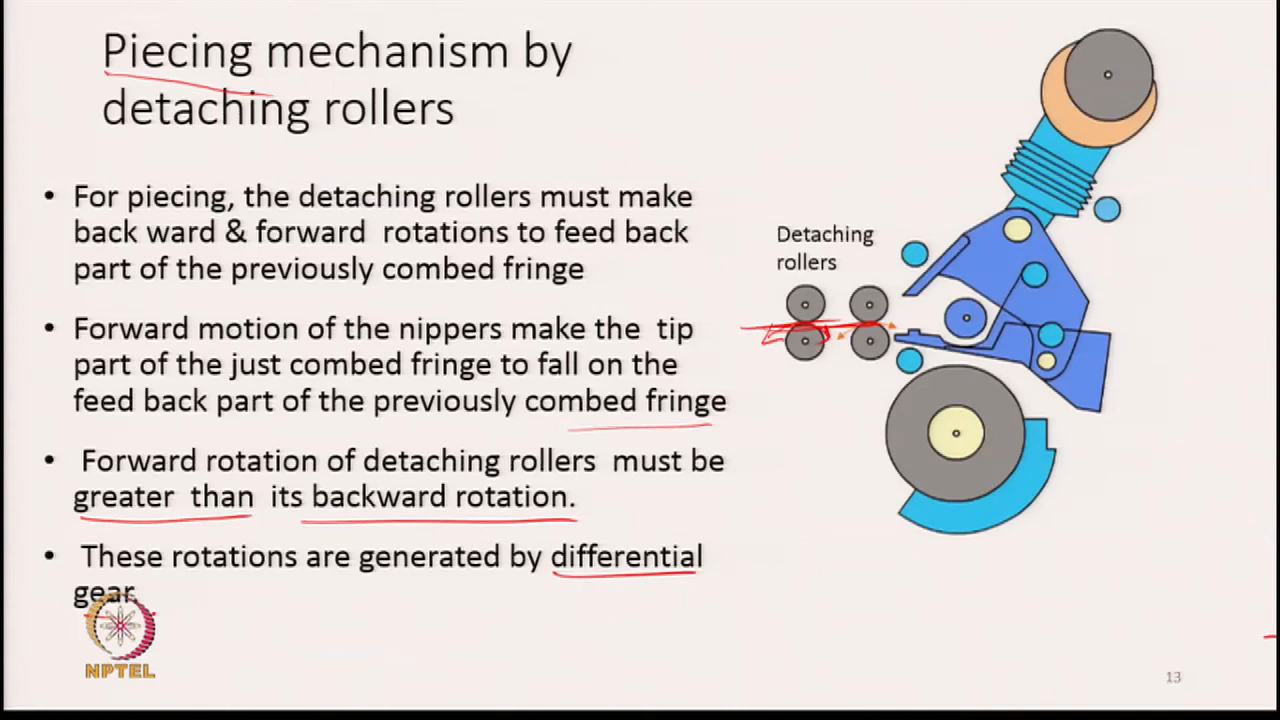 Piecing mechanism by
detaching rollers
• For piecing, the detaching rollers must make
back ward & forward rotations to feed back
part of the previously combed fringe
• Forward motion of the nippers make the tip
part of the just combed fringe to fall on the
feed back part of the previously combed fringe
• Forward rotation of detaching rollers must be
greater than its backward rotation.
• These rotations are generated by differential
gear.
Detaching
rollers
NPTEL
13